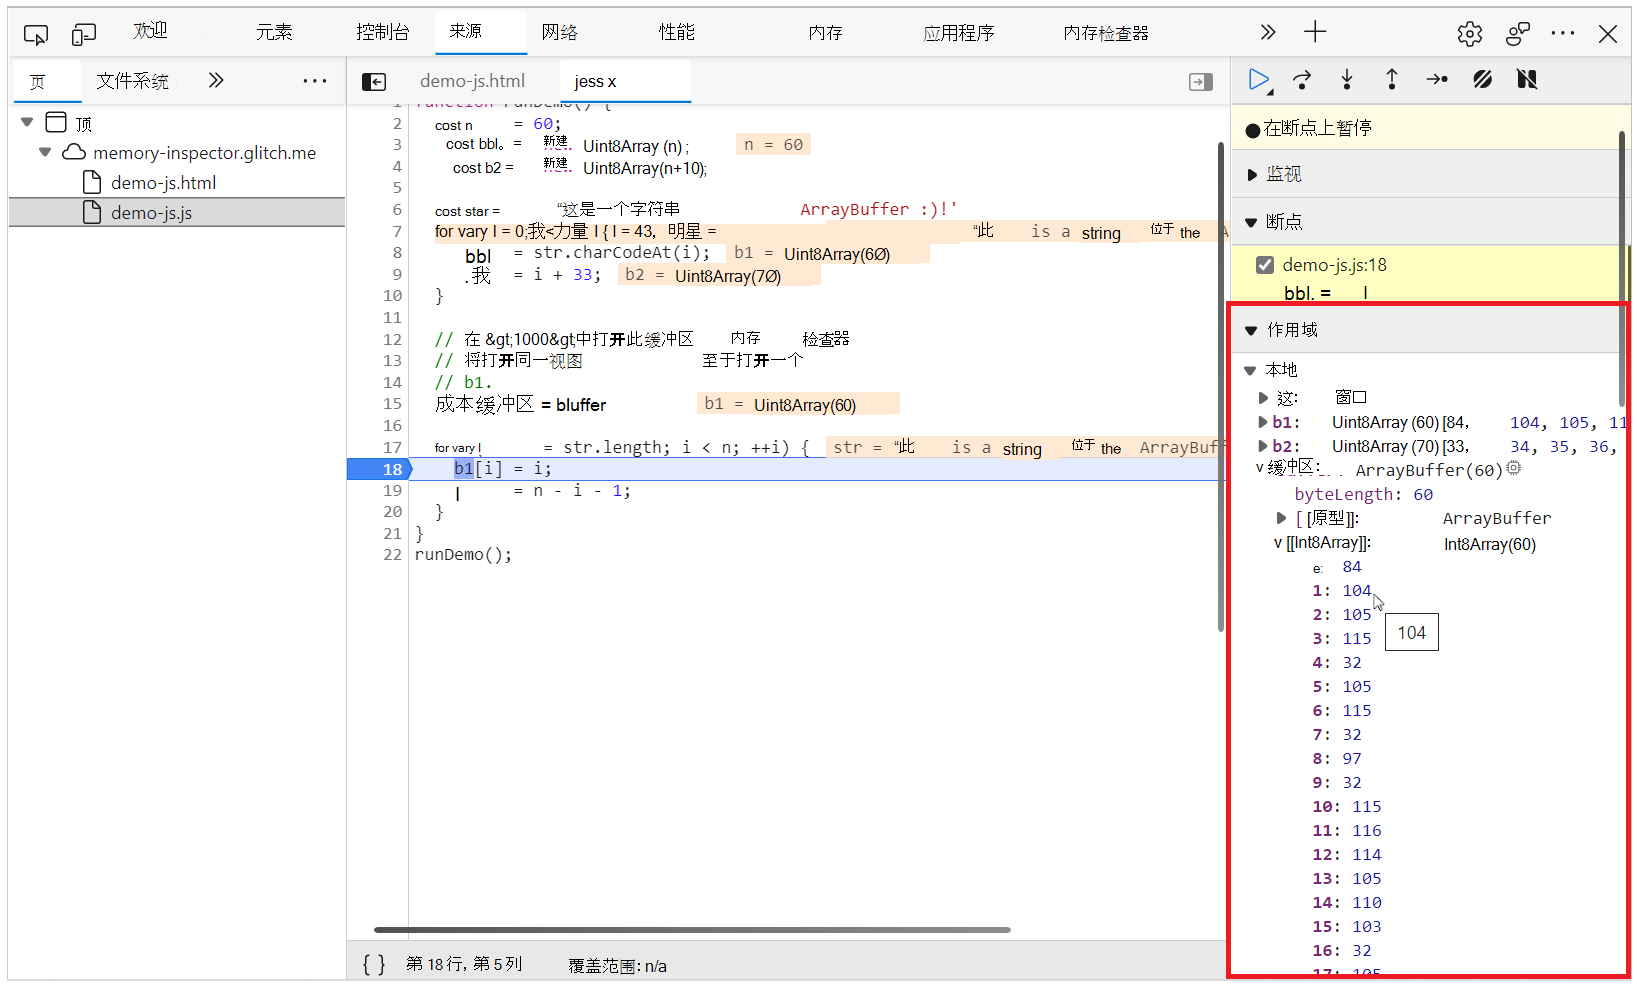 欢迎 元素 控制台 来源 网络 性能 内存 应用程序 内存检查器
页 文件系统
demo-js.html jess x
顶
memory-inspector.glitch.me
demo-js.html
demo-js.js
2 cost n = 60;
3 cost bbl。= 新建 Uint8Array (n) ; n = 60
4 cost b2 = 新建 Uint8Array(n+10);
5
6 cost star = “这是一个字符串 ArrayBuffer :)!'
7 for vary I = 0;我<力量 I { I = 43, 明星 = “此 is a string 位于 the A
8 bbl = str.charCodeAt(i); b1 = Uint8Array(6Ø)
9 .我 = i + 33; b2 = Uint8Array(7Ø)
10 }
11
12 // 在 &gt;1000&gt;中打开此缓冲区 内存 检查器
13 // 将打开同一视图 至于打开一个
14 // b1.
15 成本缓冲区 = bluffer b1 = Uint8Array(60)
16
17 for vary I = str.length; i < n; ++i) { str = “此 is a string 位于 the ArrayBuff
18 b1[i] = i;
19 I = n - i - 1;
20 }
21 }
22 runDemo();
{ } 第 18 行, 第 5 列 覆盖范围: n/a
在断点上暂停
监视
断点
demo-js.js:18
bbl. = I
作用域
本地
这: 窗口
b1: Uint8Array (60) [84, 104, 105, 11
b2: Uint8Array (70) [33, 34, 35, 36,
v 缓冲区: ArrayBuffer(60)
byteLength: 60
[ [原型]]: ArrayBuffer
v [[Int8Array]]: Int8Array(60)
e: 84
1: 104
2: 105
104
3: 115
4: 32
5: 105
6: 115
7: 32
8: 97
9: 32
10: 115
11: 116
12: 114
13: 105
14: 110
15: 103
16: 32
17: 105